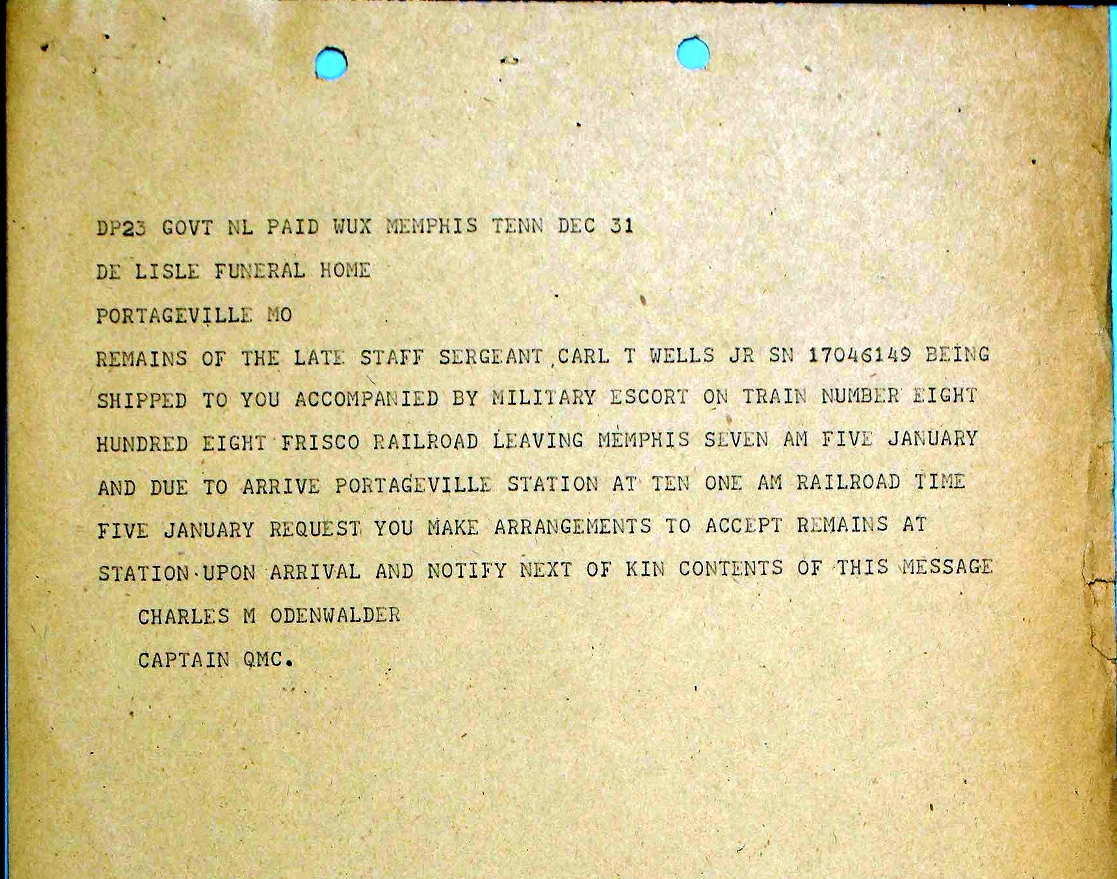 DP23 GOVT NL PAID WUX MEMPHIS TENN DEC 31
DE LISLE FUNERAL HOME
PORTAGEVILLE MO
REMAINS OF THE LATE STAFF SERGEANT CARL T WELLS JR SN 17046149 BEING
SHIPPED TO YOU ACCOMPANIED BY MILITARY ESCORT ON TRAIN NUMBER EIGHT
HUNDRED EIGHT FRISCO RAILROAD LEAVING MEMPHIS SEVEN AM FIVE JANUARY
AND DUE TO ARRIVE PORTAGEVILLE STATION AT TEN ONE AM RAILROAD TIME
FIVE JANUARY REQUEST YOU MAKE ARRANGEMENTS TO ACCEPT REMAINS AT
STATION UPON ARRIVAL AND NOTIFY NEXT OF KIN CONTENTS OF THIS MESSAGE
CHARLES M ODENWALDER
CAPTAIN QMC.